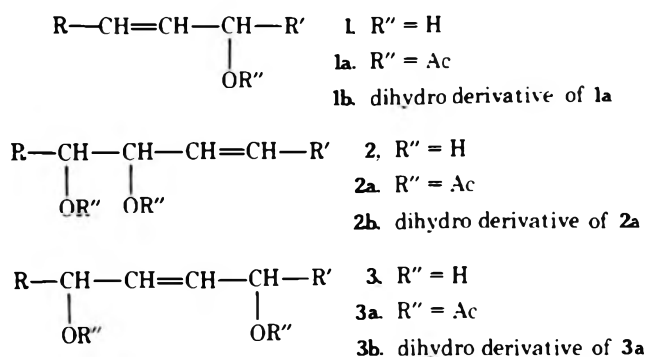 R—CH=CH—CH—R' 1. R″ = H
OR″ 1a. R″ = Ac
1b. dihydro derivative of 1a
R—CH—CH—CH=CH—R' 2, R″ = H
OR″ OR″ 2a. R″ = Ac
2b. dihydro derivative of 2a
R—CH—CH=CH—CH—R' 3. R″ = H
OR″ OR″ 3a. R″ = Ac
3b. dihydro derivative of 3a